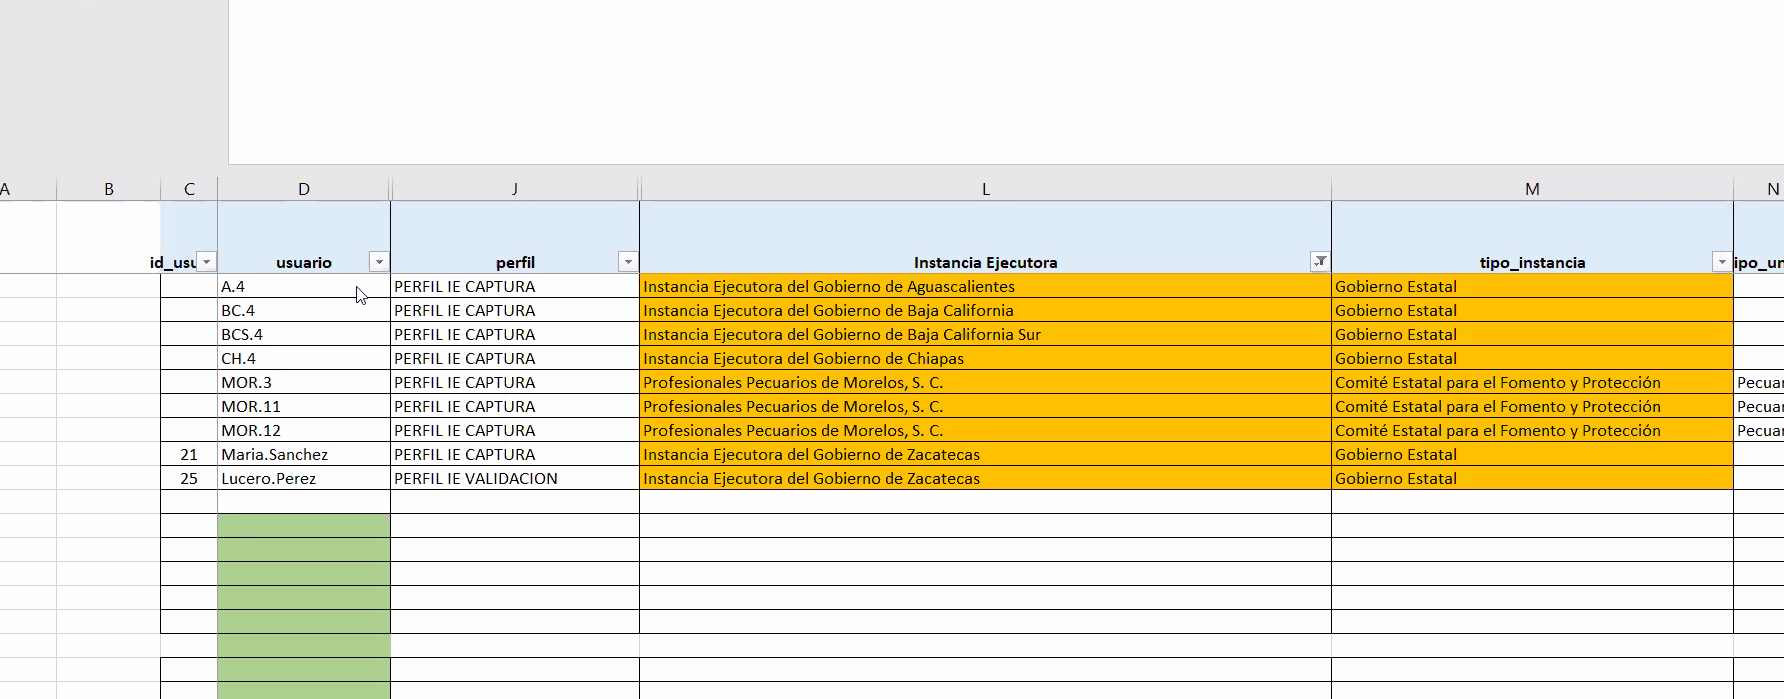 A B C D J L M N
id_usu usuario perfil Instancia Ejecutora tipo_instancia ipo_un
A.4 PERFIL IE CAPTURA Instancia Ejecutora del Gobierno de Aguascalientes Gobierno Estatal
BC.4 PERFIL IE CAPTURA Instancia Ejecutora del Gobierno de Baja California Gobierno Estatal
BCS.4 PERFIL IE CAPTURA Instancia Ejecutora del Gobierno de Baja California Sur Gobierno Estatal
CH.4 PERFIL IE CAPTURA Instancia Ejecutora del Gobierno de Chiapas Gobierno Estatal
MOR.3 PERFIL IE CAPTURA Profesionales Pecuarios de Morelos, S. C. Comité Estatal para el Fomento y Protección Pecuar
MOR.11 PERFIL IE CAPTURA Profesionales Pecuarios de Morelos, S. C. Comité Estatal para el Fomento y Protección Pecuar
MOR.12 PERFIL IE CAPTURA Profesionales Pecuarios de Morelos, S. C. Comité Estatal para el Fomento y Protección Pecuar
21 Maria.Sanchez PERFIL IE CAPTURA Instancia Ejecutora del Gobierno de Zacatecas Gobierno Estatal
25 Lucero.Perez PERFIL IE VALIDACION Instancia Ejecutora del Gobierno de Zacatecas Gobierno Estatal